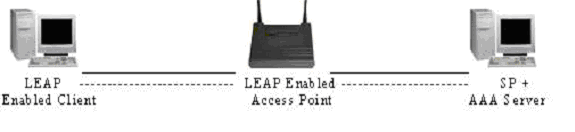 LEAP
Enabled Client
LEAP Enabled
Access Point
SP +
AAA Server